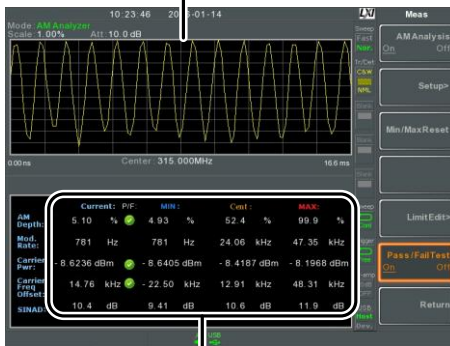 10:23:46
Mode: AM Analyzer
Scale 1.00% Att: 10.0 dB
0.00 ms Center: 315.000MHz 16.6 ms
Current: P/F: MIN: Cent: MAX:
AM Depth: 5.10 % 4.93 % 52.4 % 99.9 %
Mod. Rate: 781 Hz 781 Hz 24.06 kHz 47.35 kHz
Carrier Pwr: - 8.6236 dBm - 8.6405 dBm - 8.4187 dBm - 8.1968 dBm
Carrier Freq Offset: 14.76 kHz - 22.50 kHz 12.91 kHz 48.31 kHz
SINAD: 10.4 dB 9.41 dB 10.6 dB 11.9 dB
USB
LXI
Sweep
Fast
Nor.
Tr/Det
NRL
Meas
AM Analysis
On Off
Setup>
Min/Max Reset
Limit Edit>
Pass/Fail Test
On Off
Return